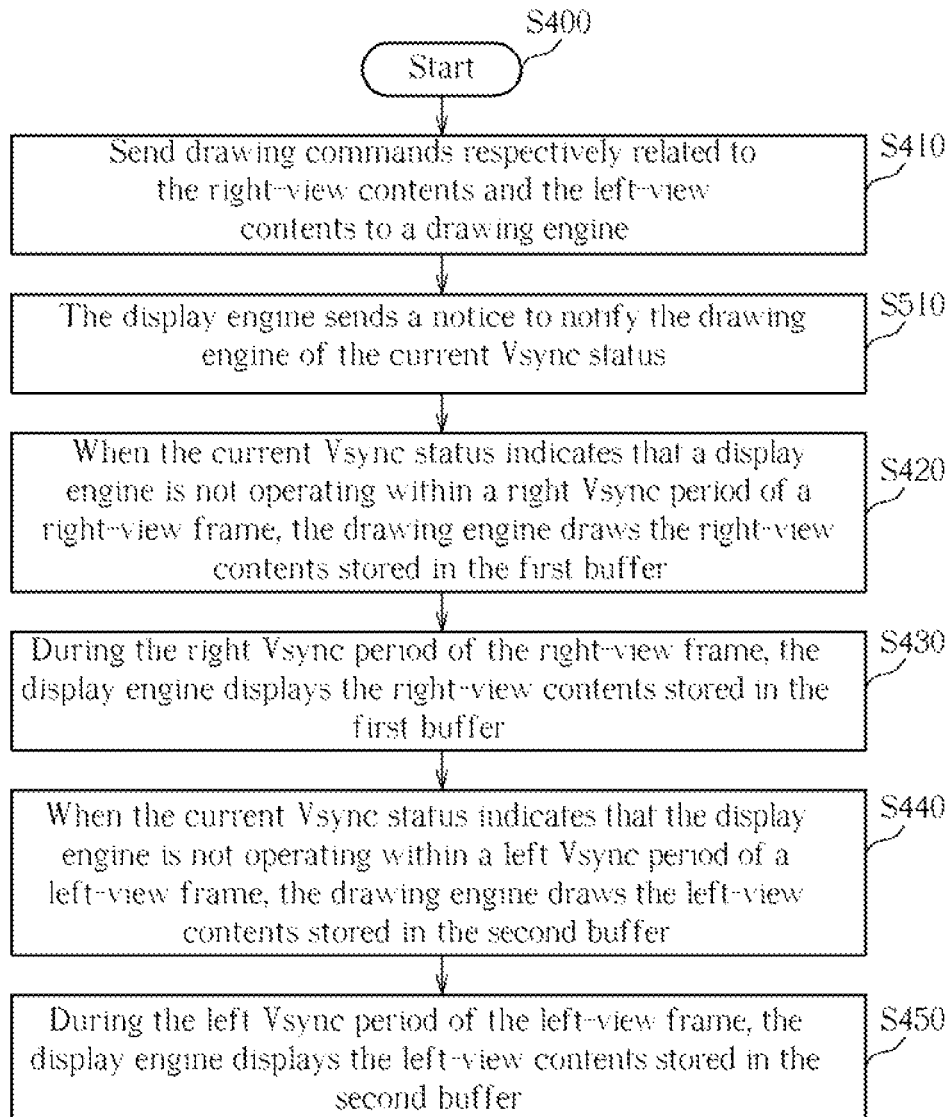 S400
Start
S410
Send drawing commands respectively related to
the right-view contents and the left-view
contents to a drawing engine
S510
The display engine sends a notice to notify the drawing
engine of the current Vsync status
S420
When the current Vsync status indicates that a display
engine is not operating within a right Vsync period of a
right-view frame, the drawing engine draws the right-view
contents stored in the first buffer
S430
During the right Vsync period of the right-view frame, the
display engine displays the right-view contents stored in the
first buffer
S440
When the current Vsync status indicates that the display
engine is not operating within a left Vsync period of a
left-view frame, the drawing engine draws the left-view
contents stored in the second buffer
S450
During the left Vsync period of the left-view frame, the
display engine displays the left-view contents stored in the
second buffer